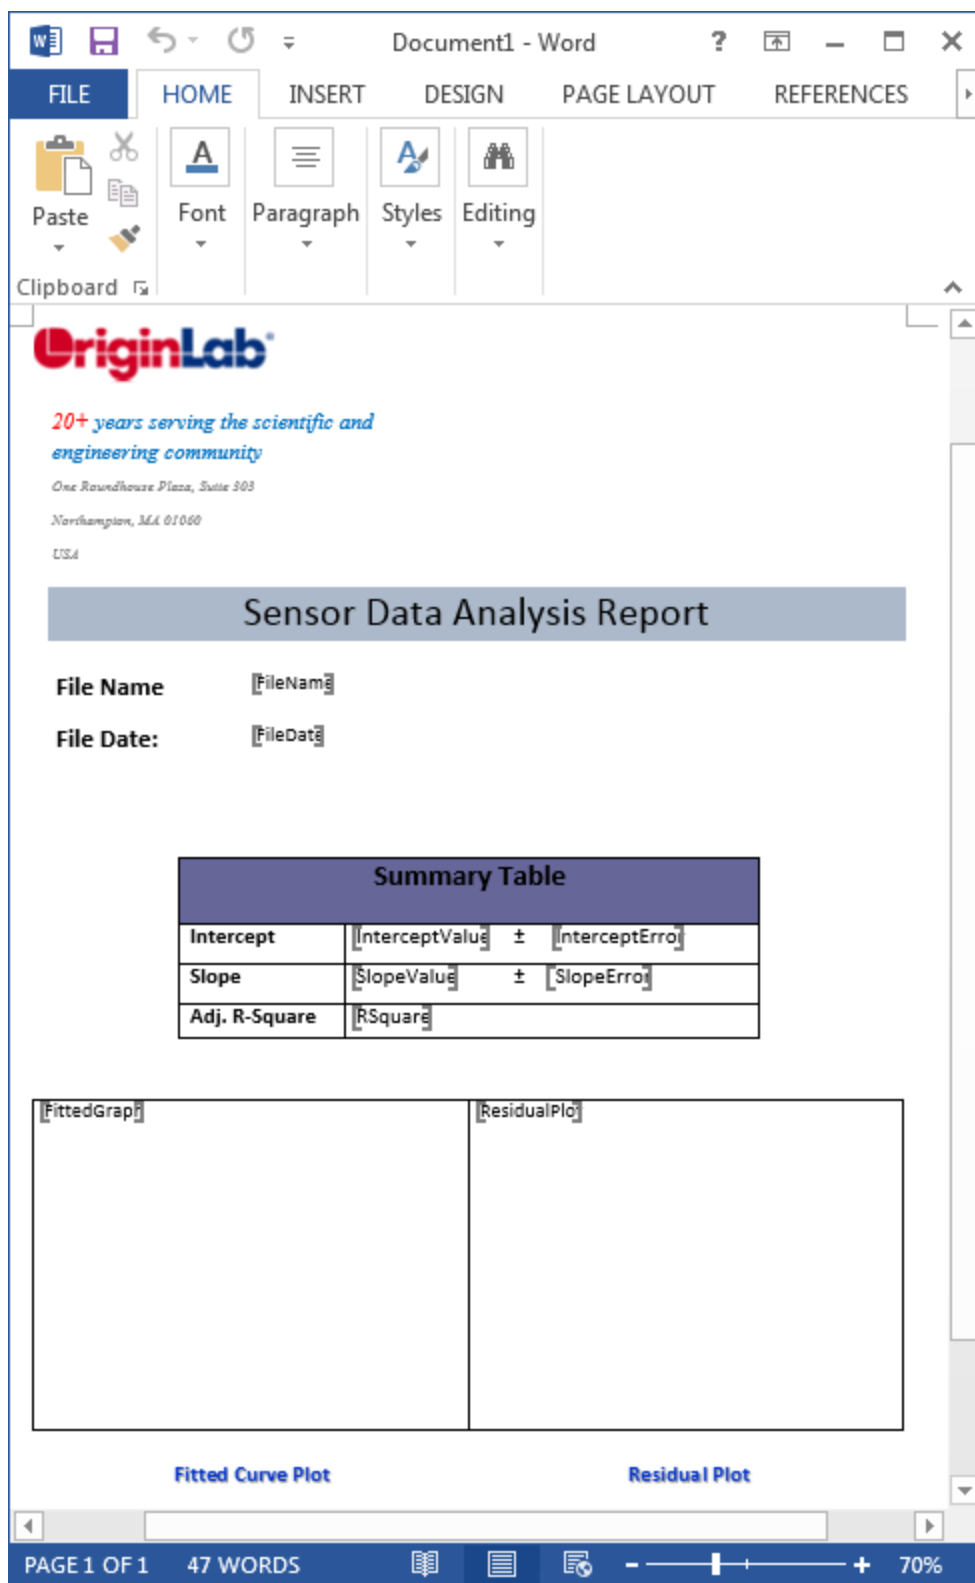 Document1 - Word ?
FILE HOME INSERT DESIGN PAGE LAYOUT REFERENCES
Paste Font Paragraph Styles Editing
Clipboard
OriginLab®
20+ years serving the scientific and
engineering community
One Roundhouse Plaza, Suite 303
Northampton, MA 01060
USA
Sensor Data Analysis Report
File Name [FileName]
File Date: [FileDate]
Summary Table
Intercept [InterceptValue] ± [InterceptError]
Slope [SlopeValue] ± [SlopeError]
Adj. R-Square [RSquare]
[FittedGraph] [ResidualPlot]
Fitted Curve Plot Residual Plot
PAGE 1 OF 1 47 WORDS 70%